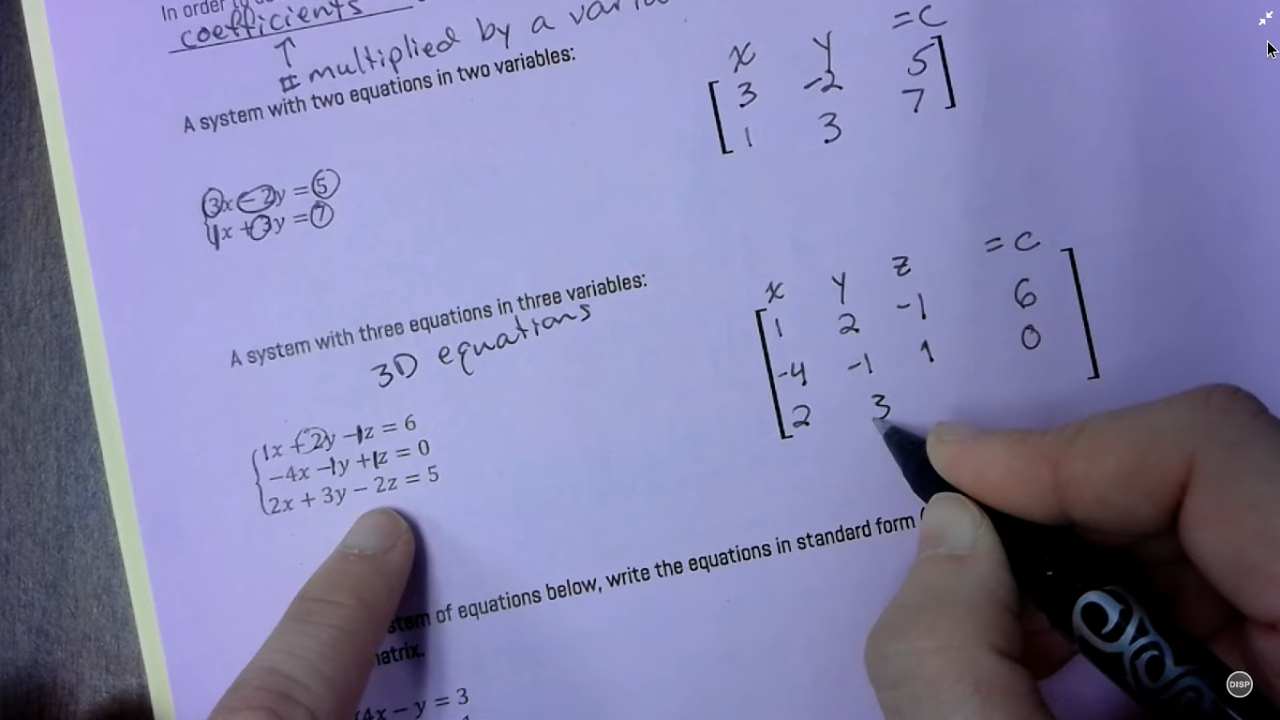 In order to
coefficients
↑
# multiplied by a varia
A system with two equations in two variables:
x y =C
3 -2 5
1 3 7
3x - 2y = 5
1x + 3y = 7
A system with three equations in three variables:
3D equations
x y z =C
1 2 -1 6
-4 -1 1 0
2 3
1x + 2y - 1z = 6
-4x - 1y + 1z = 0
2x + 3y - 2z = 5
stem of equations below, write the equations in standard form (
atrix.
4x - y = 3
DISP